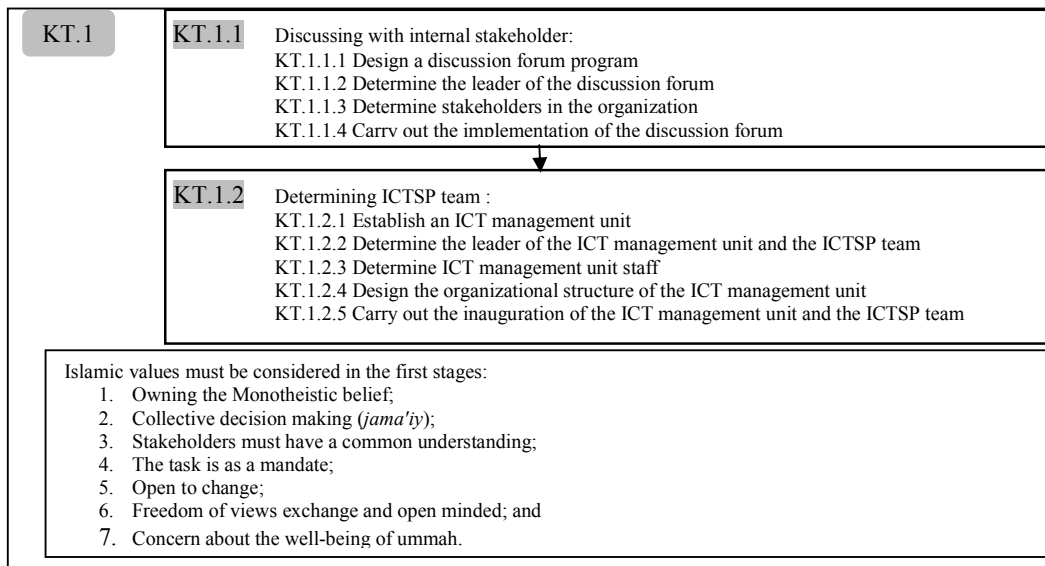 KT.1
KT.1.1 Discussing with internal stakeholder:
KT.1.1.1 Design a discussion forum program
KT.1.1.2 Determine the leader of the discussion forum
KT.1.1.3 Determine stakeholders in the organization
KT.1.1.4 Carry out the implementation of the discussion forum
KT.1.2 Determining ICTSP team :
KT.1.2.1 Establish an ICT management unit
KT.1.2.2 Determine the leader of the ICT management unit and the ICTSP team
KT.1.2.3 Determine ICT management unit staff
KT.1.2.4 Design the organizational structure of the ICT management unit
KT.1.2.5 Carry out the inauguration of the ICT management unit and the ICTSP team
Islamic values must be considered in the first stages:
1. Owning the Monotheistic belief;
2. Collective decision making (jama'iy);
3. Stakeholders must have a common understanding;
4. The task is as a mandate;
5. Open to change;
6. Freedom of views exchange and open minded; and
7. Concern about the well-being of ummah.